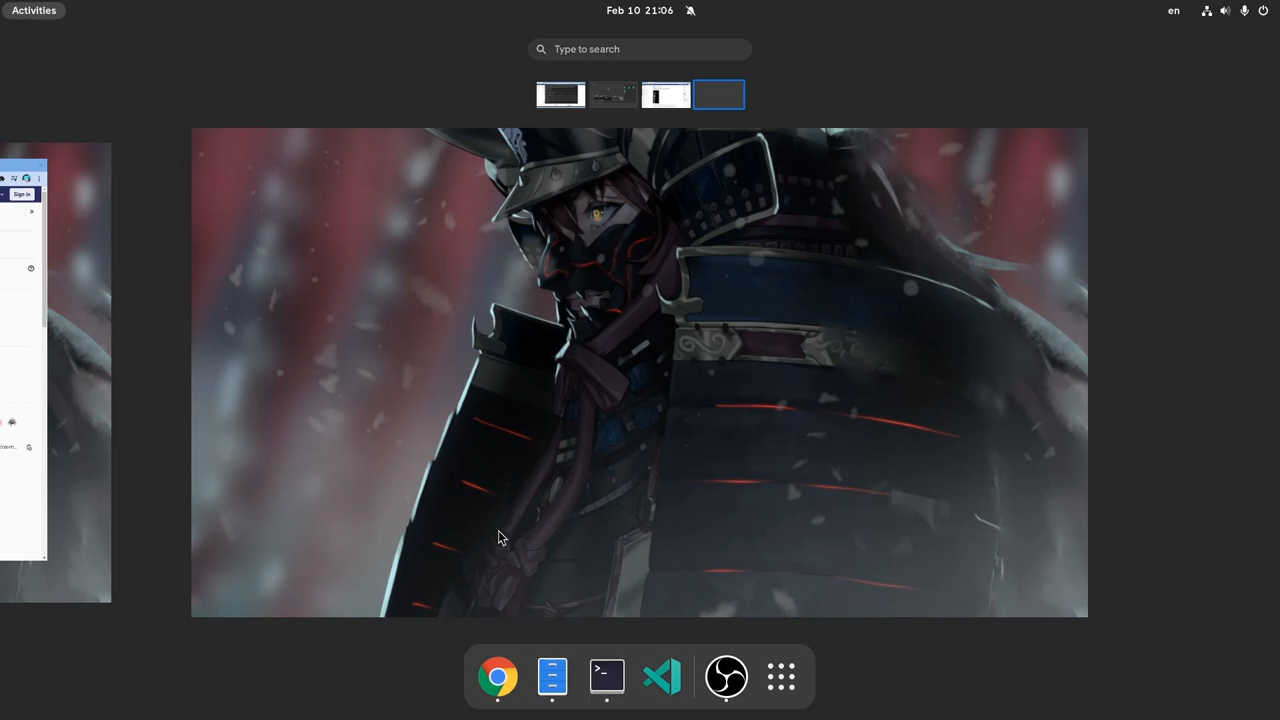 Activities
Feb 10 21:06
en
Type to search
Sign in
>_